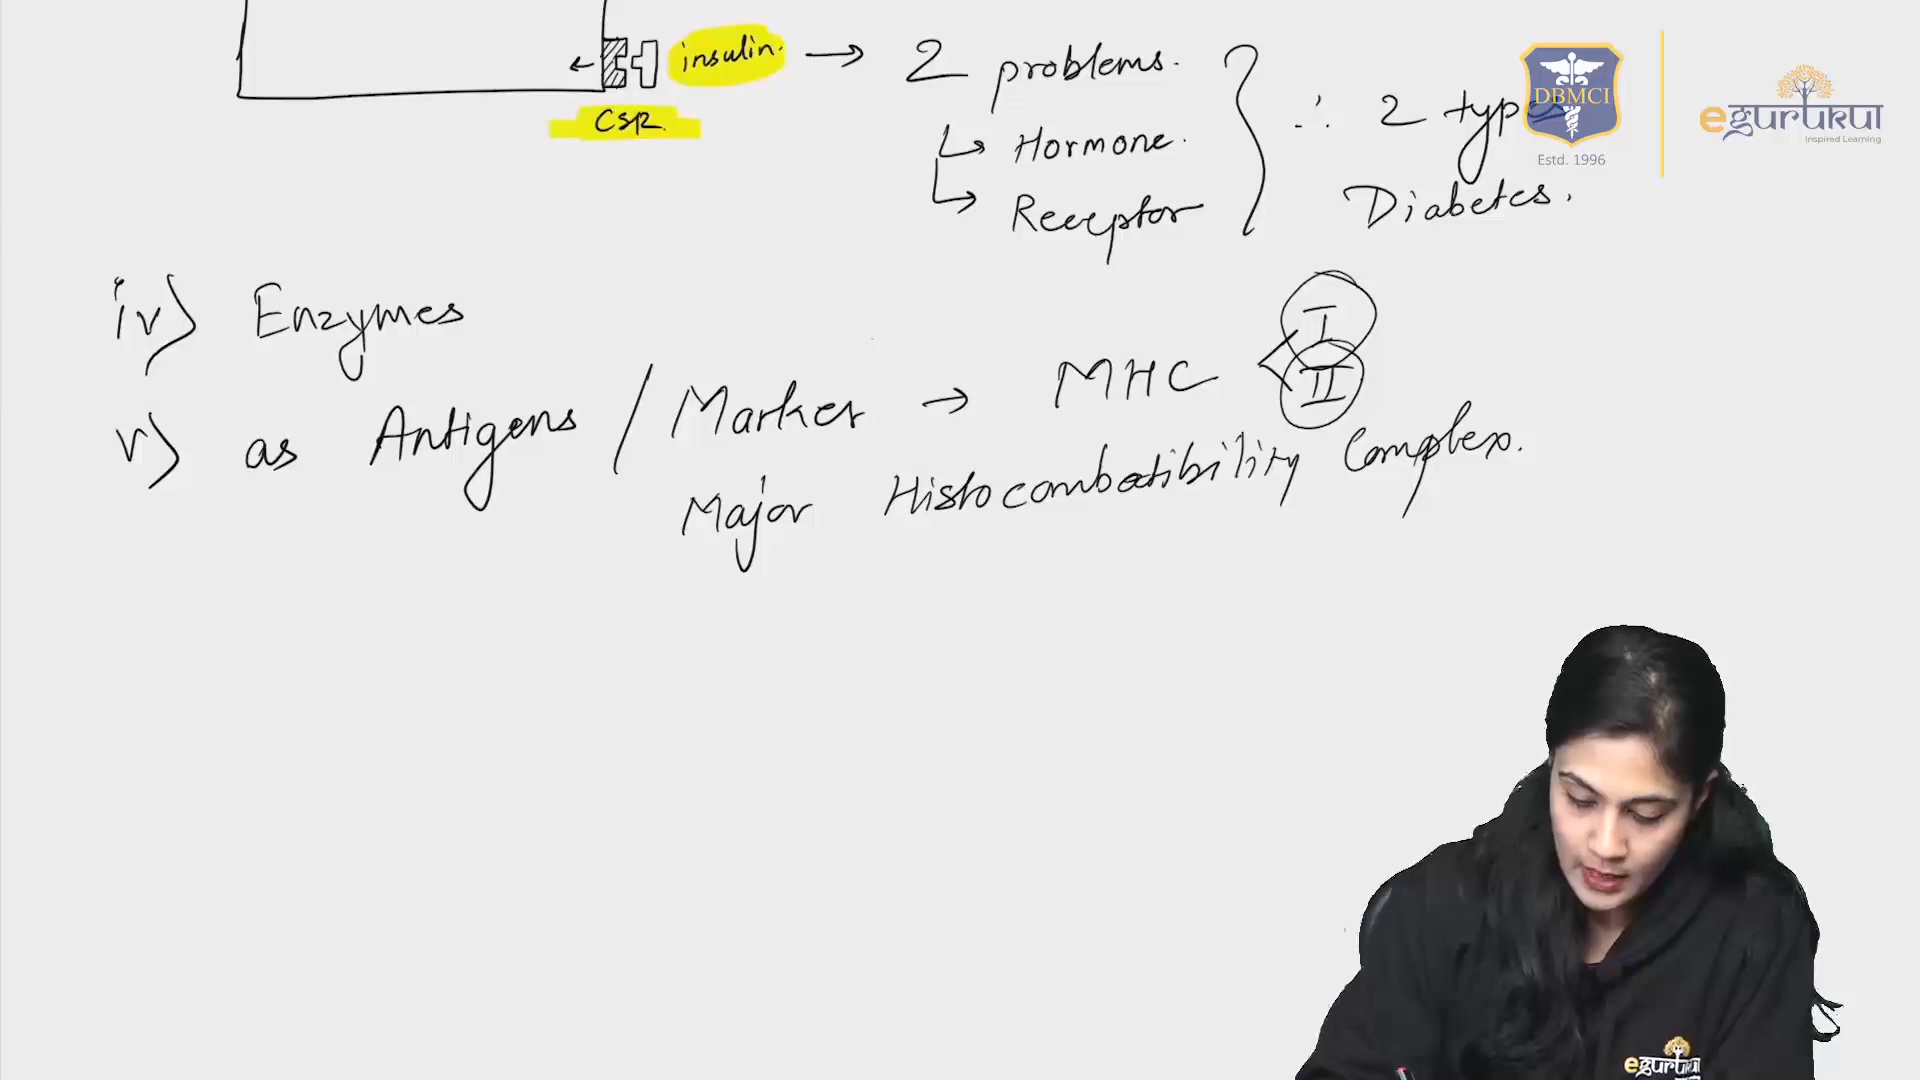 insulin. → 2 problems.
CSR
↳ Hormone.
↳ Receptor
∴ 2 types
Diabetes.
DBMCI
Estd. 1996
egurukul
Inspired Learning
iv) Enzymes
v) as Antigens / Marker → MHC < I
II
Major Histocombatibility Complex.
egurukul